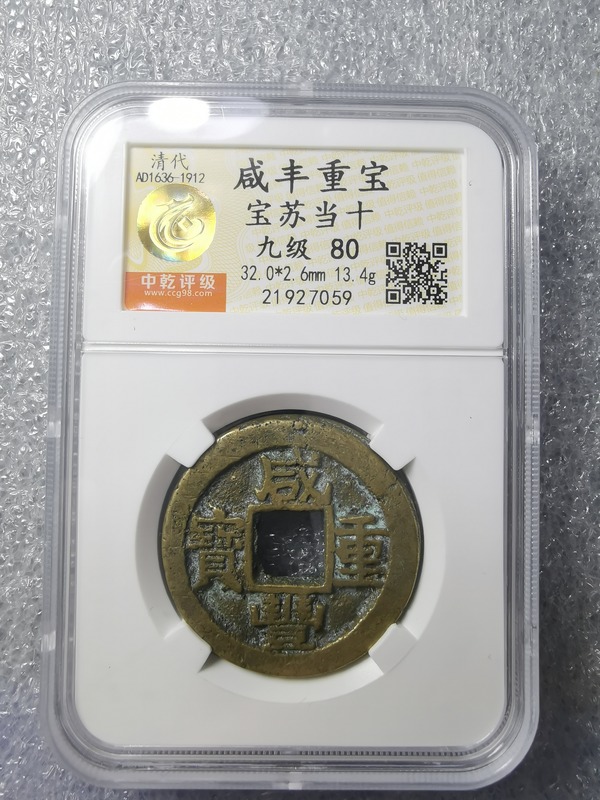 清代
AD1636-1912
中乾评级
www.ccg98.com
咸丰重宝
宝苏当十
九级 80
32.0*2.6mm 13.4g
21927059
咸
豐
重
寶